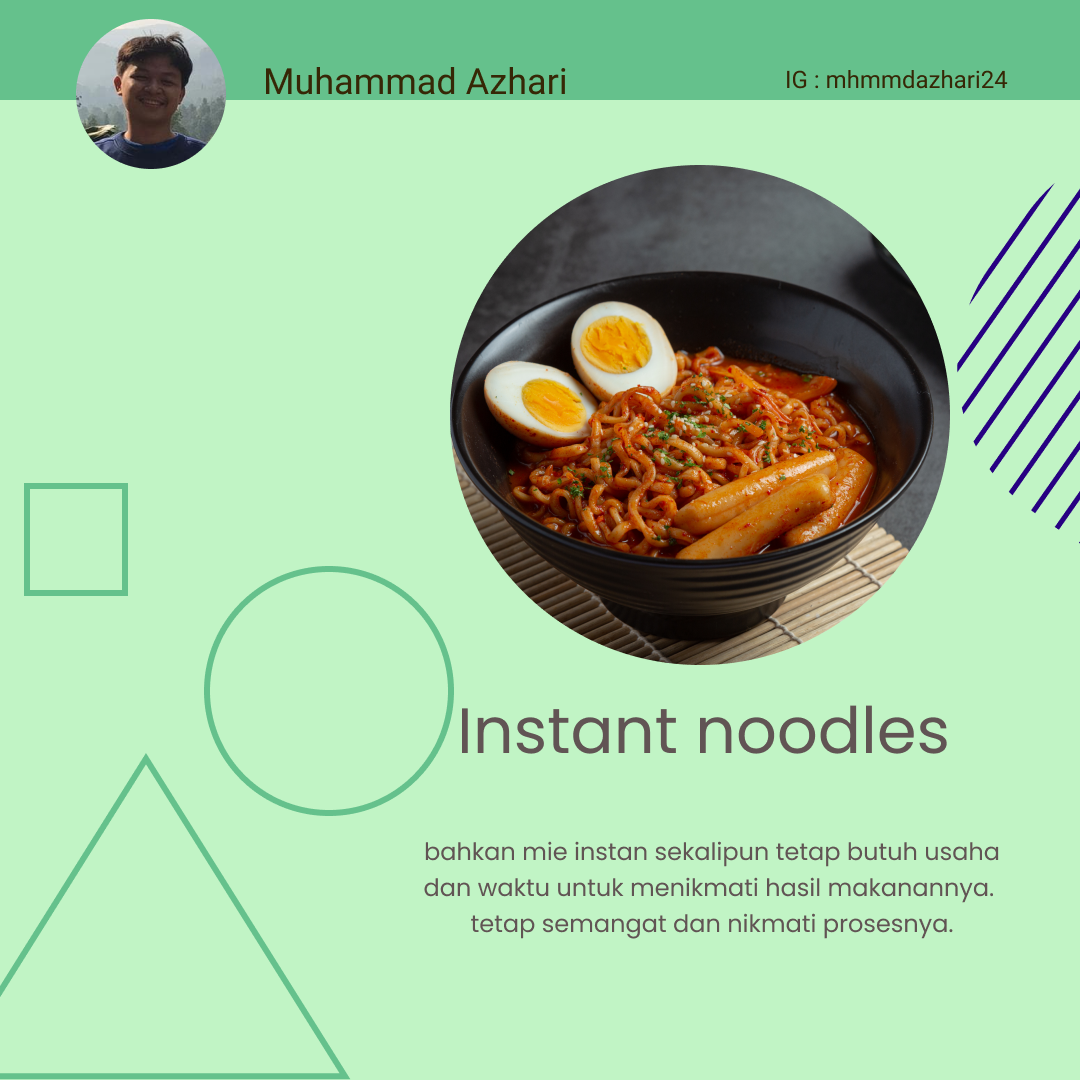 Muhammad Azhari
IG : mhmmdazhari24
Instant noodles
bahkan mie instan sekalipun tetap butuh usaha
dan waktu untuk menikmati hasil makanannya.
tetap semangat dan nikmati prosesnya.